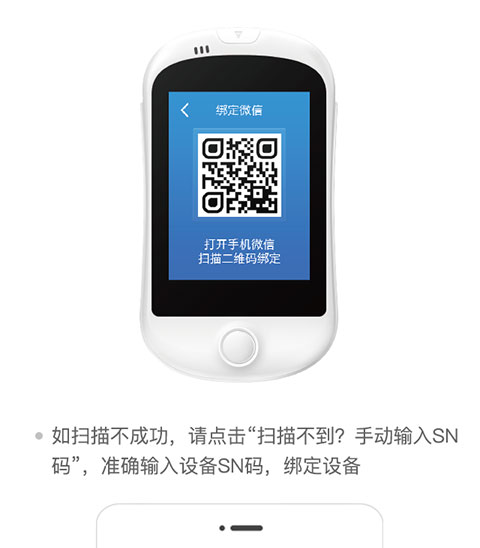 绑定微信
打开手机微信
扫描二维码绑定
如扫描不成功，请点击“扫描不到？手动输入SN
码”，准确输入设备SN码，绑定设备